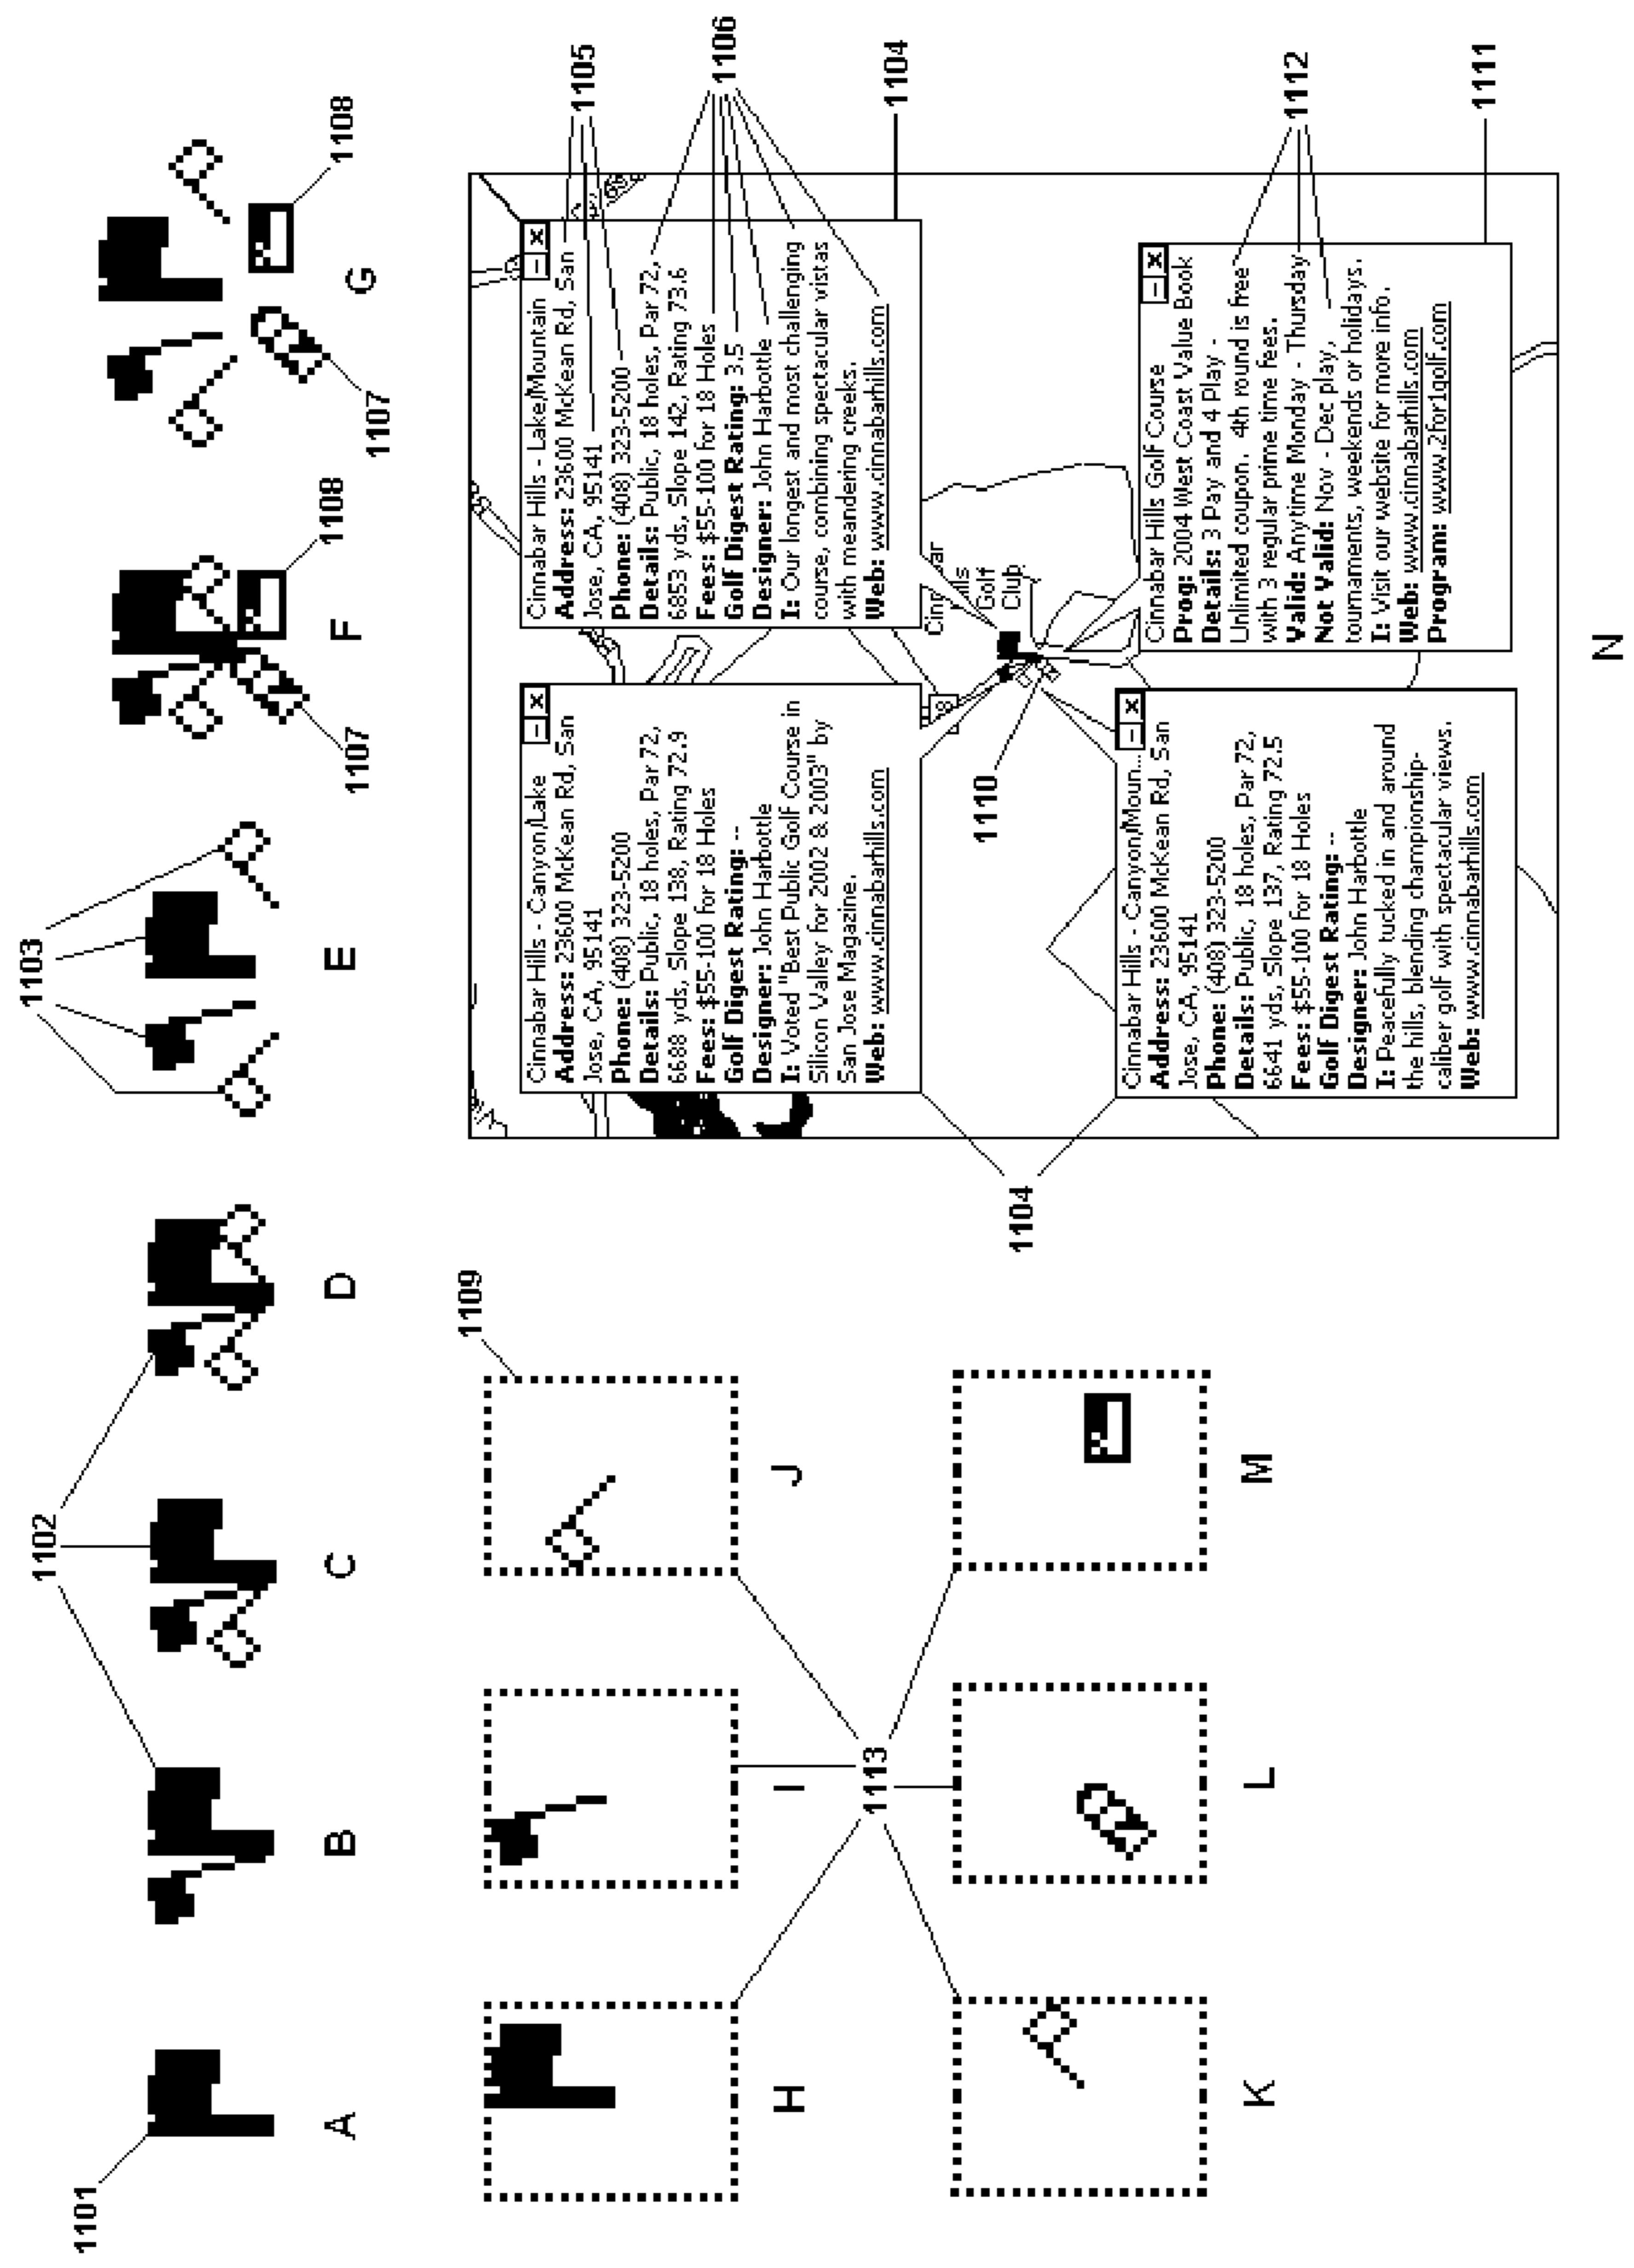 1101
1102
1103
A
B
C
D
E
F
G
1107
1108
1107
1108
1109
H
I
J
1113
K
L
M
1104
Cinnabar Hills - Canyon/Lake
Address: 23600 McKean Rd, San
Jose, CA, 95141
Phone: (408) 323-5200
Details: Public, 18 holes, Par 72,
6688 yds, Slope 138, Rating 72.9
Fees: $55-100 for 18 Holes
Golf Digest Rating: --
Designer: John Harbottle
I: Voted "Best Public Golf Course in
Silicon Valley for 2002 & 2003" by
San Jose Magazine.
Web: www.cinnabarhills.com
Cinnabar Hills - Lake/Mountain
Address: 23600 McKean Rd, San
Jose, CA, 95141
Phone: (408) 323-5200
Details: Public, 18 holes, Par 72,
6853 yds, Slope 142, Rating 73.6
Fees: $55-100 for 18 Holes
Golf Digest Rating: 3.5
Designer: John Harbottle
I: Our longest and most challenging
course, combining spectacular vistas
with meandering creeks.
Web: www.cinnabarhills.com
1105
1106
1104
Golf
Club
1110
Cinnabar Hills - Canyon/Moun...
Address: 23600 McKean Rd, San
Jose, CA, 95141
Phone: (408) 323-5200
Details: Public, 18 holes, Par 72,
6641 yds, Slope 137, Rating 72.5
Fees: $55-100 for 18 Holes
Golf Digest Rating: --
Designer: John Harbottle
I: Peacefully tucked in and around
the hills, blending championship-
caliber golf with spectacular views.
Web: www.cinnabarhills.com
Cinnabar Hills Golf Course
Prog: 2004 West Coast Value Book
Details: 3 Pay and 4 Play -
Unlimited coupon. 4th round is free
with 3 regular prime time fees.
Valid: Anytime Monday - Thursday
Not Valid: Nov - Dec play,
tournaments, weekends or holidays.
I: Visit our website for more info.
Web: www.cinnabarhills.com
Program: www.2for1golf.com
1112
1111
N